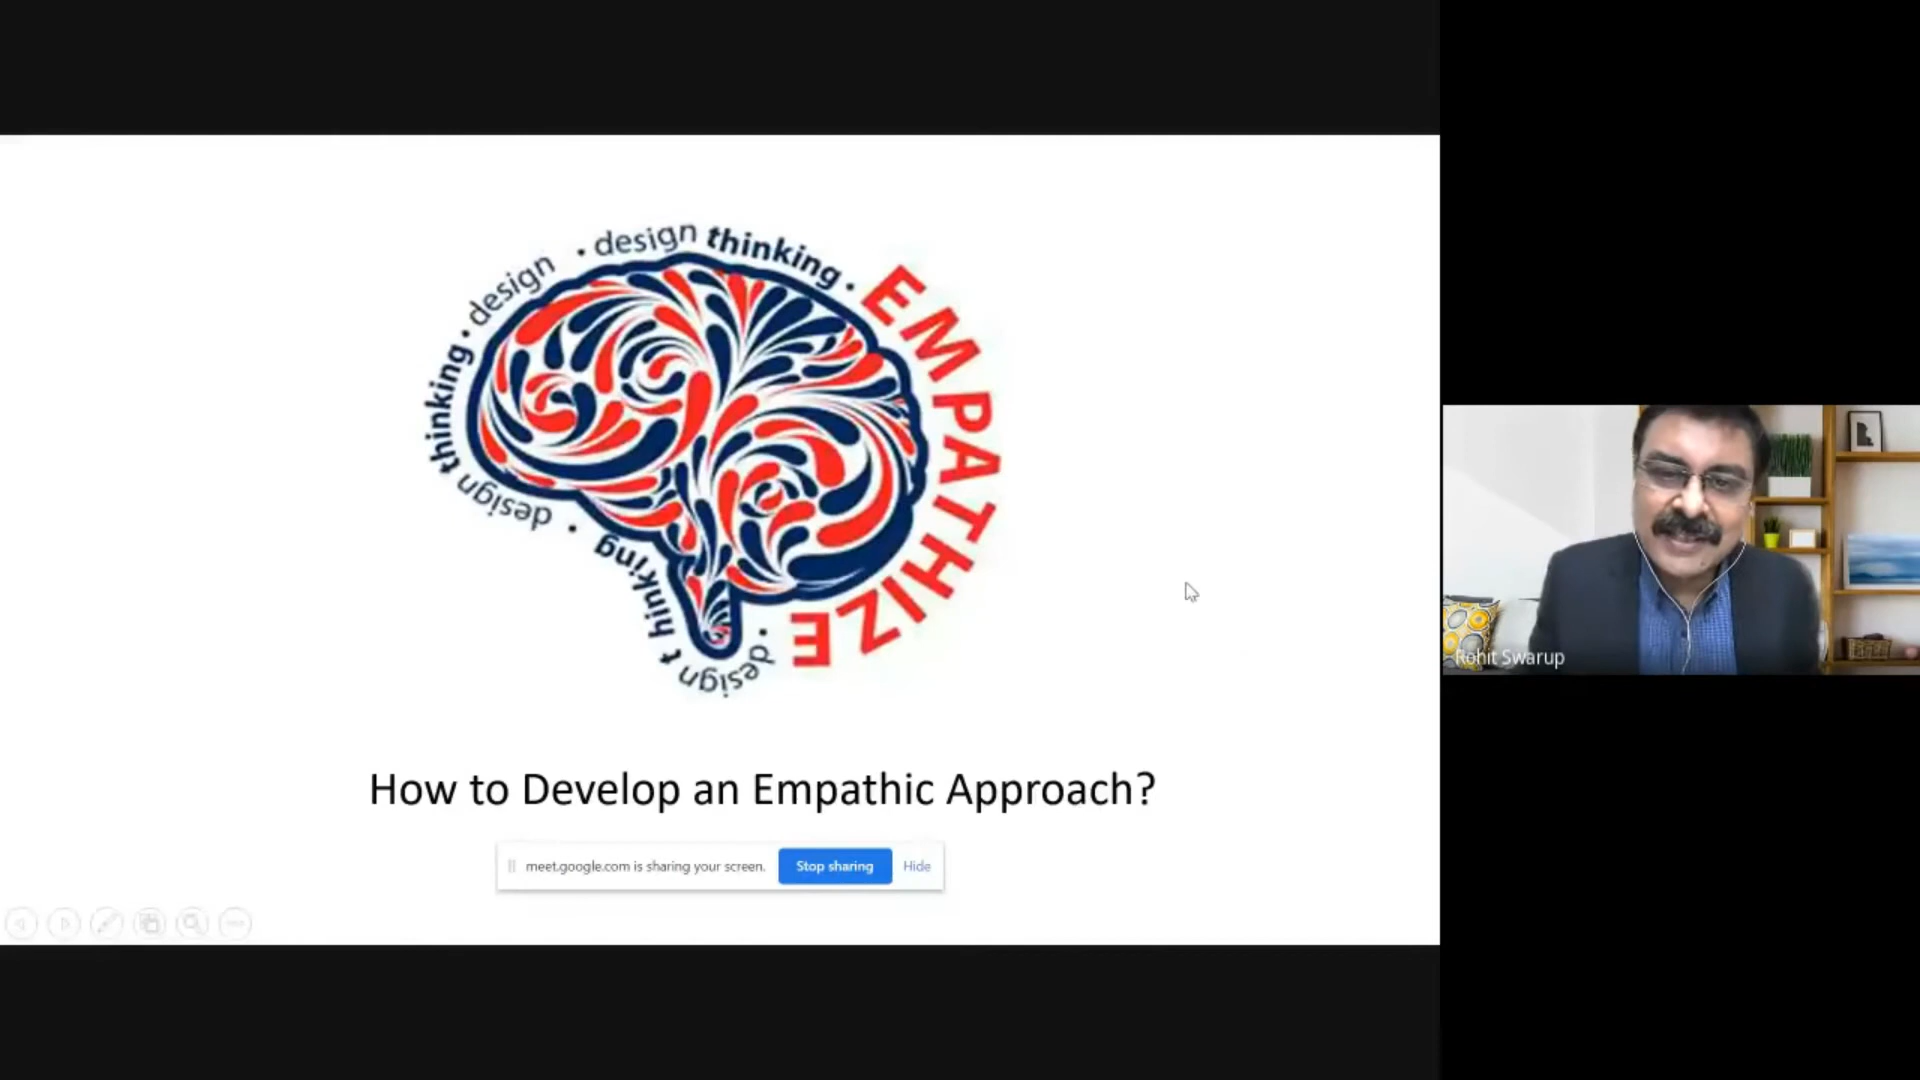 · design thinking ·
EMPATHIZE
thinking · design
design
· thinking
· design
How to Develop an Empathic Approach?
meet.google.com is sharing your screen. Stop sharing Hide
Rohit Swarup